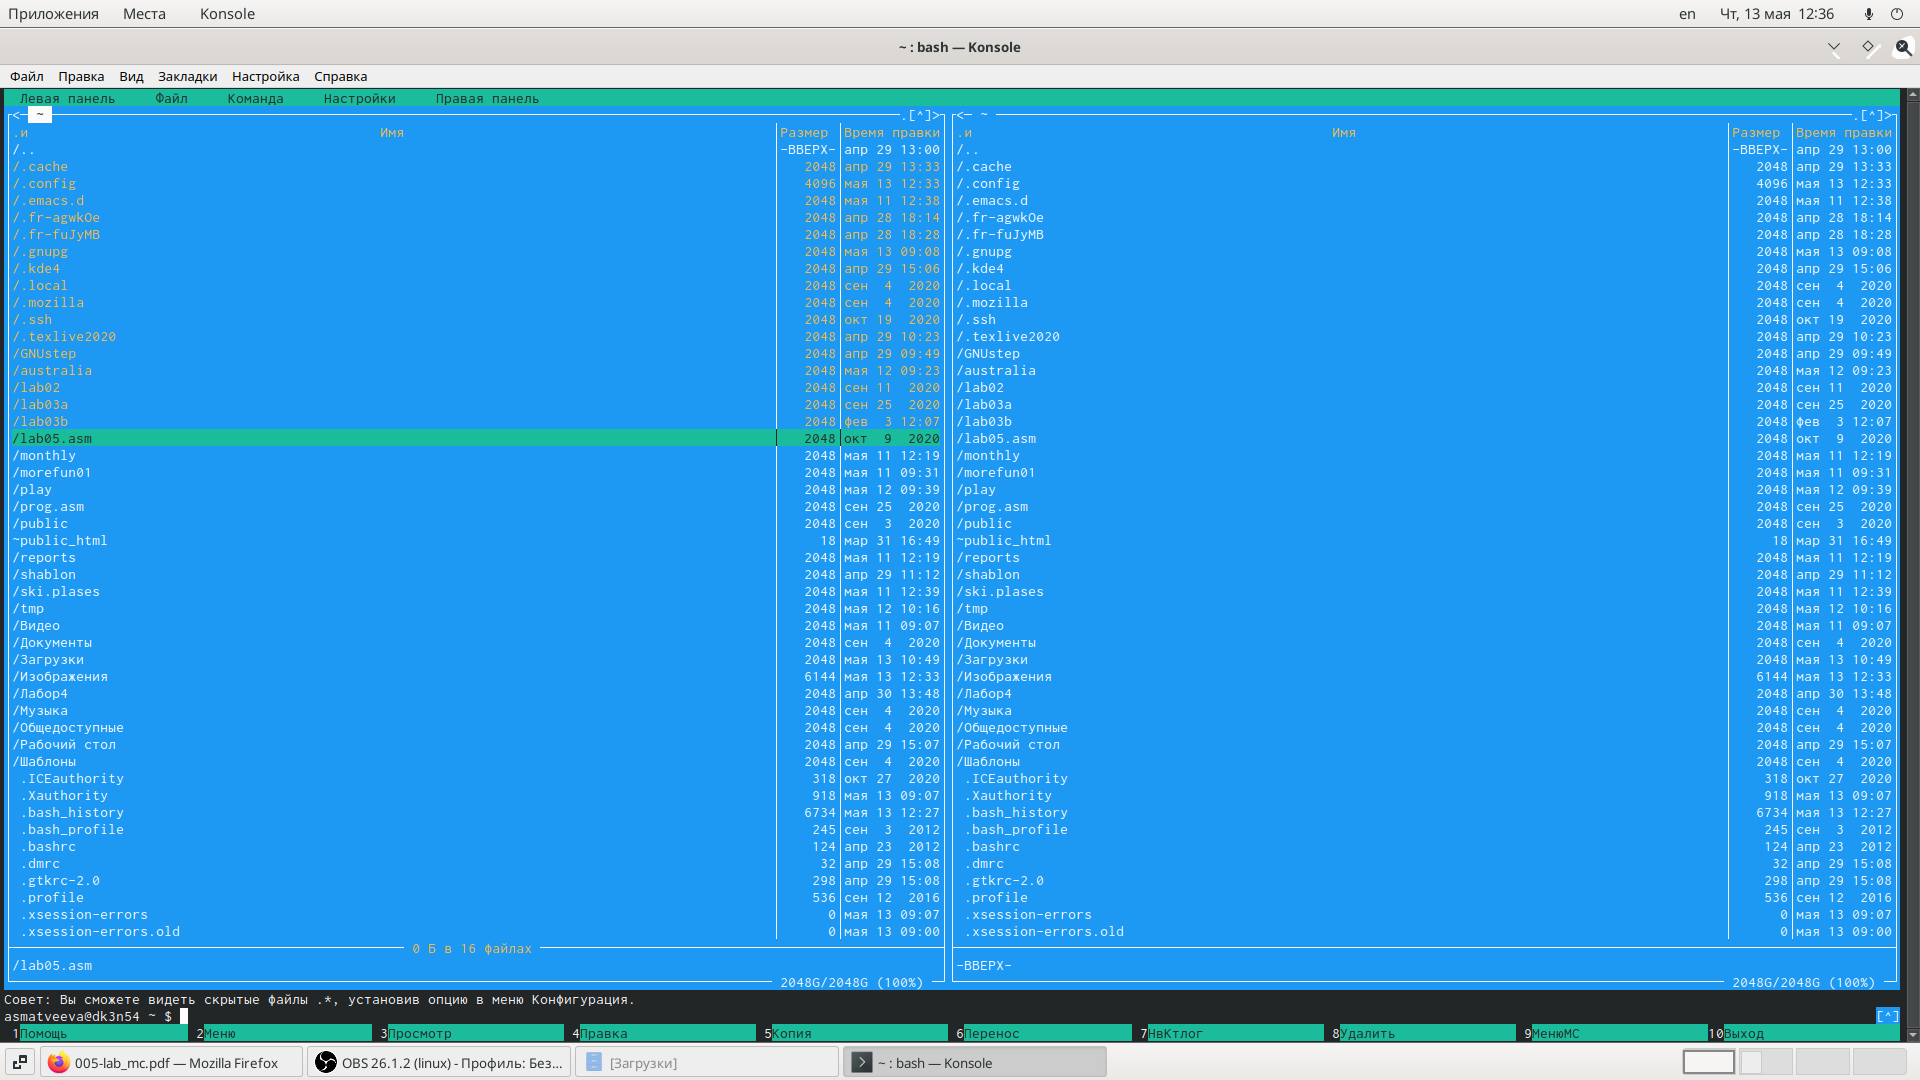 Приложения Места Konsole en Чт, 13 мая 12:36
~ : bash — Konsole
Файл Правка Вид Закладки Настройка Справка
Левая панель Файл Команда Настройки Правая панель
<─ ~ .[^]> <─ ~ .[^]>
.и Имя Размер Время правки .и Имя Размер Время правки
/.. -ВВЕРХ- апр 29 13:00 /.. -ВВЕРХ- апр 29 13:00
/.cache 2048 апр 29 13:33 /.cache 2048 апр 29 13:33
/.config 4096 мая 13 12:33 /.config 4096 мая 13 12:33
/.emacs.d 2048 мая 11 12:38 /.emacs.d 2048 мая 11 12:38
/.fr-agwkOe 2048 апр 28 18:14 /.fr-agwkOe 2048 апр 28 18:14
/.fr-fuJyMB 2048 апр 28 18:28 /.fr-fuJyMB 2048 апр 28 18:28
/.gnupg 2048 мая 13 09:08 /.gnupg 2048 мая 13 09:08
/.kde4 2048 апр 29 15:06 /.kde4 2048 апр 29 15:06
/.local 2048 сен 4 2020 /.local 2048 сен 4 2020
/.mozilla 2048 сен 4 2020 /.mozilla 2048 сен 4 2020
/.ssh 2048 окт 19 2020 /.ssh 2048 окт 19 2020
/.texlive2020 2048 апр 29 10:23 /.texlive2020 2048 апр 29 10:23
/GNUstep 2048 апр 29 09:49 /GNUstep 2048 апр 29 09:49
/australia 2048 мая 12 09:23 /australia 2048 мая 12 09:23
/lab02 2048 сен 11 2020 /lab02 2048 сен 11 2020
/lab03a 2048 сен 25 2020 /lab03a 2048 сен 25 2020
/lab03b 2048 фев 3 12:07 /lab03b 2048 фев 3 12:07
/lab05.asm 2048 окт 9 2020 /lab05.asm 2048 окт 9 2020
/monthly 2048 мая 11 12:19 /monthly 2048 мая 11 12:19
/morefun01 2048 мая 11 09:31 /morefun01 2048 мая 11 09:31
/play 2048 мая 12 09:39 /play 2048 мая 12 09:39
/prog.asm 2048 сен 25 2020 /prog.asm 2048 сен 25 2020
/public 2048 сен 3 2020 /public 2048 сен 3 2020
~public_html 18 мар 31 16:49 ~public_html 18 мар 31 16:49
/reports 2048 мая 11 12:19 /reports 2048 мая 11 12:19
/shablon 2048 апр 29 11:12 /shablon 2048 апр 29 11:12
/ski.plases 2048 мая 11 12:39 /ski.plases 2048 мая 11 12:39
/tmp 2048 мая 12 10:16 /tmp 2048 мая 12 10:16
/Видео 2048 мая 11 09:07 /Видео 2048 мая 11 09:07
/Документы 2048 сен 4 2020 /Документы 2048 сен 4 2020
/Загрузки 2048 мая 13 10:49 /Загрузки 2048 мая 13 10:49
/Изображения 6144 мая 13 12:33 /Изображения 6144 мая 13 12:33
/Лабор4 2048 апр 30 13:48 /Лабор4 2048 апр 30 13:48
/Музыка 2048 сен 4 2020 /Музыка 2048 сен 4 2020
/Общедоступные 2048 сен 4 2020 /Общедоступные 2048 сен 4 2020
/Рабочий стол 2048 апр 29 15:07 /Рабочий стол 2048 апр 29 15:07
/Шаблоны 2048 сен 4 2020 /Шаблоны 2048 сен 4 2020
.ICEauthority 318 окт 27 2020 .ICEauthority 318 окт 27 2020
.Xauthority 918 мая 13 09:07 .Xauthority 918 мая 13 09:07
.bash_history 6734 мая 13 12:27 .bash_history 6734 мая 13 12:27
.bash_profile 245 сен 3 2012 .bash_profile 245 сен 3 2012
.bashrc 124 апр 23 2012 .bashrc 124 апр 23 2012
.dmrc 32 апр 29 15:08 .dmrc 32 апр 29 15:08
.gtkrc-2.0 298 апр 29 15:08 .gtkrc-2.0 298 апр 29 15:08
.profile 536 сен 12 2016 .profile 536 сен 12 2016
.xsession-errors 0 мая 13 09:07 .xsession-errors 0 мая 13 09:07
.xsession-errors.old 0 мая 13 09:00 .xsession-errors.old 0 мая 13 09:00
0 Б в 16 файлах
/lab05.asm -ВВЕРХ-
2048G/2048G (100%) 2048G/2048G (100%)
Совет: Вы сможете видеть скрытые файлы .*, установив опцию в меню Конфигурация.
asmatveeva@dk3n54 ~ $ [^]
1Помощь 2Меню 3Просмотр 4Правка 5Копия 6Перенос 7НвКтлог 8Удалить 9МенюМС 10Выход
005-lab_mc.pdf — Mozilla Firefox OBS 26.1.2 (linux) - Профиль: Без... [Загрузки] ~ : bash — Konsole